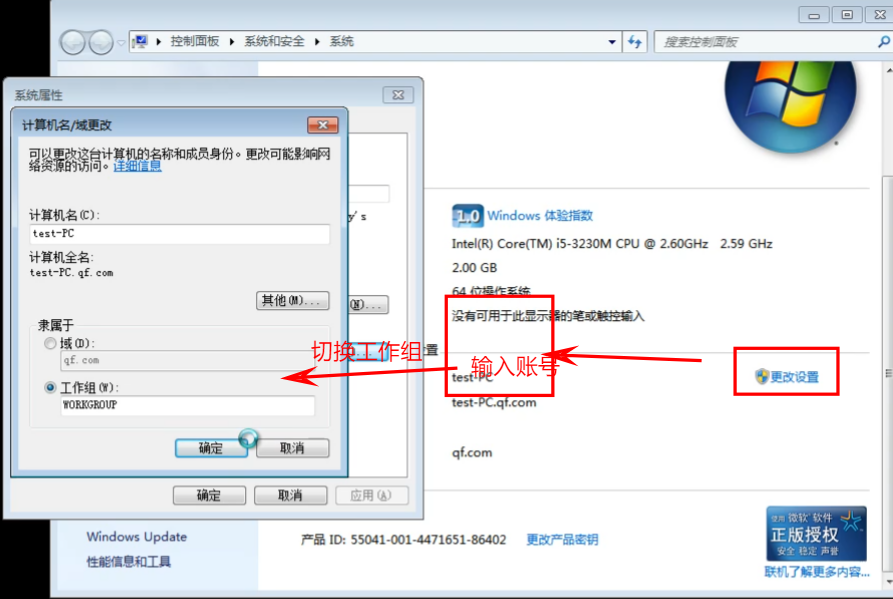 控制面板 系统和安全 系统
搜索控制面板
系统属性
计算机名/域更改
可以更改这台计算机的名称和成员身份。更改可能影响网
络资源的访问。详细信息
计算机名(C):
test-PC
计算机全名:
test-PC.qf.com
其他(M)...
隶属于
域(D):
qf.com
工作组(W):
WORKGROUP
确定 取消
y's
(N)...
置
确定 取消 应用(A)
切换工作组
输入账号
1.0 Windows 体验指数
Intel(R) Core(TM) i5-3230M CPU @ 2.60GHz 2.59 GHz
2.00 GB
64 位操作系统
没有可用于此显示器的笔或触控输入
test-PC
更改设置
test-PC.qf.com
qf.com
Windows Update
性能信息和工具
产品 ID: 55041-001-4471651-86402 更改产品密钥
使用 微软 软件
正版授权
安全 稳定 声誉
联机了解更多内容...